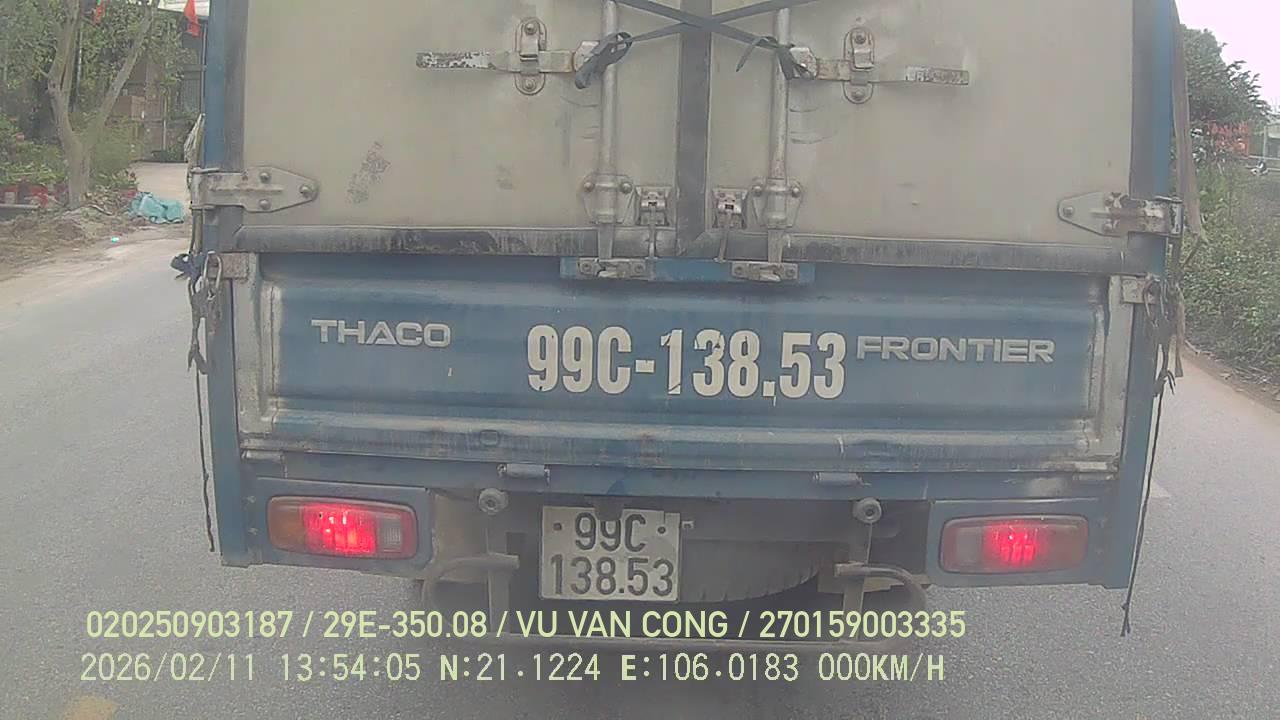 THACO 99C-138.53 FRONTIER
99C
138.53
020250903187 / 29E-350.08 / VU VAN CONG / 270159003335
2026/02/11 13:54:05 N:21.1224 E:106.0183 000KM/H